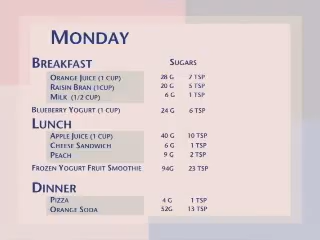 MONDAY
BREAKFAST SUGARS
ORANGE JUICE (1 CUP) 28 G 7 TSP
RAISIN BRAN (1CUP) 20 G 5 TSP
MILK (1/2 CUP) 6 G 1 TSP
BLUEBERRY YOGURT (1 CUP) 24 G 6 TSP
LUNCH
APPLE JUICE (1 CUP) 40 G 10 TSP
CHEESE SANDWICH 6 G 1 TSP
PEACH 9 G 2 TSP
FROZEN YOGURT FRUIT SMOOTHIE 94G 23 TSP
DINNER
PIZZA 4 G 1 TSP
ORANGE SODA 52G 13 TSP